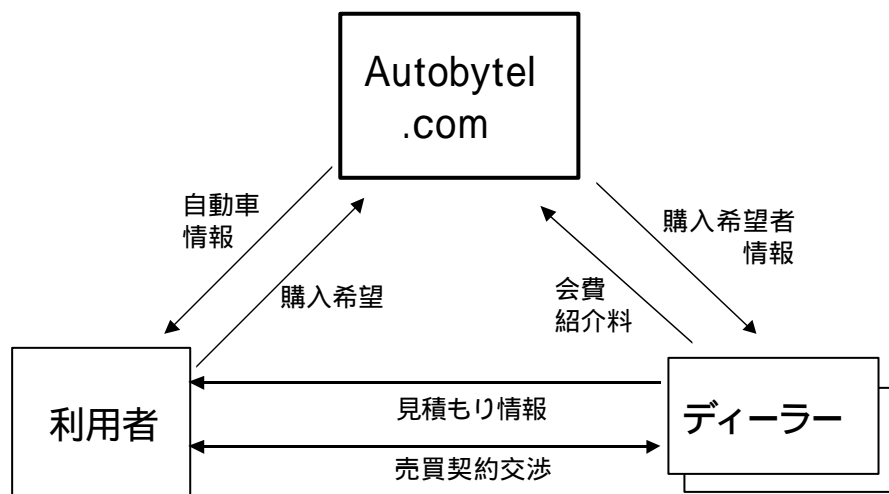 Autobytel
.com
自動車
情報
購入希望
購入希望者
情報
会費
紹介料
利用者
見積もり情報
売買契約交渉
ディーラー